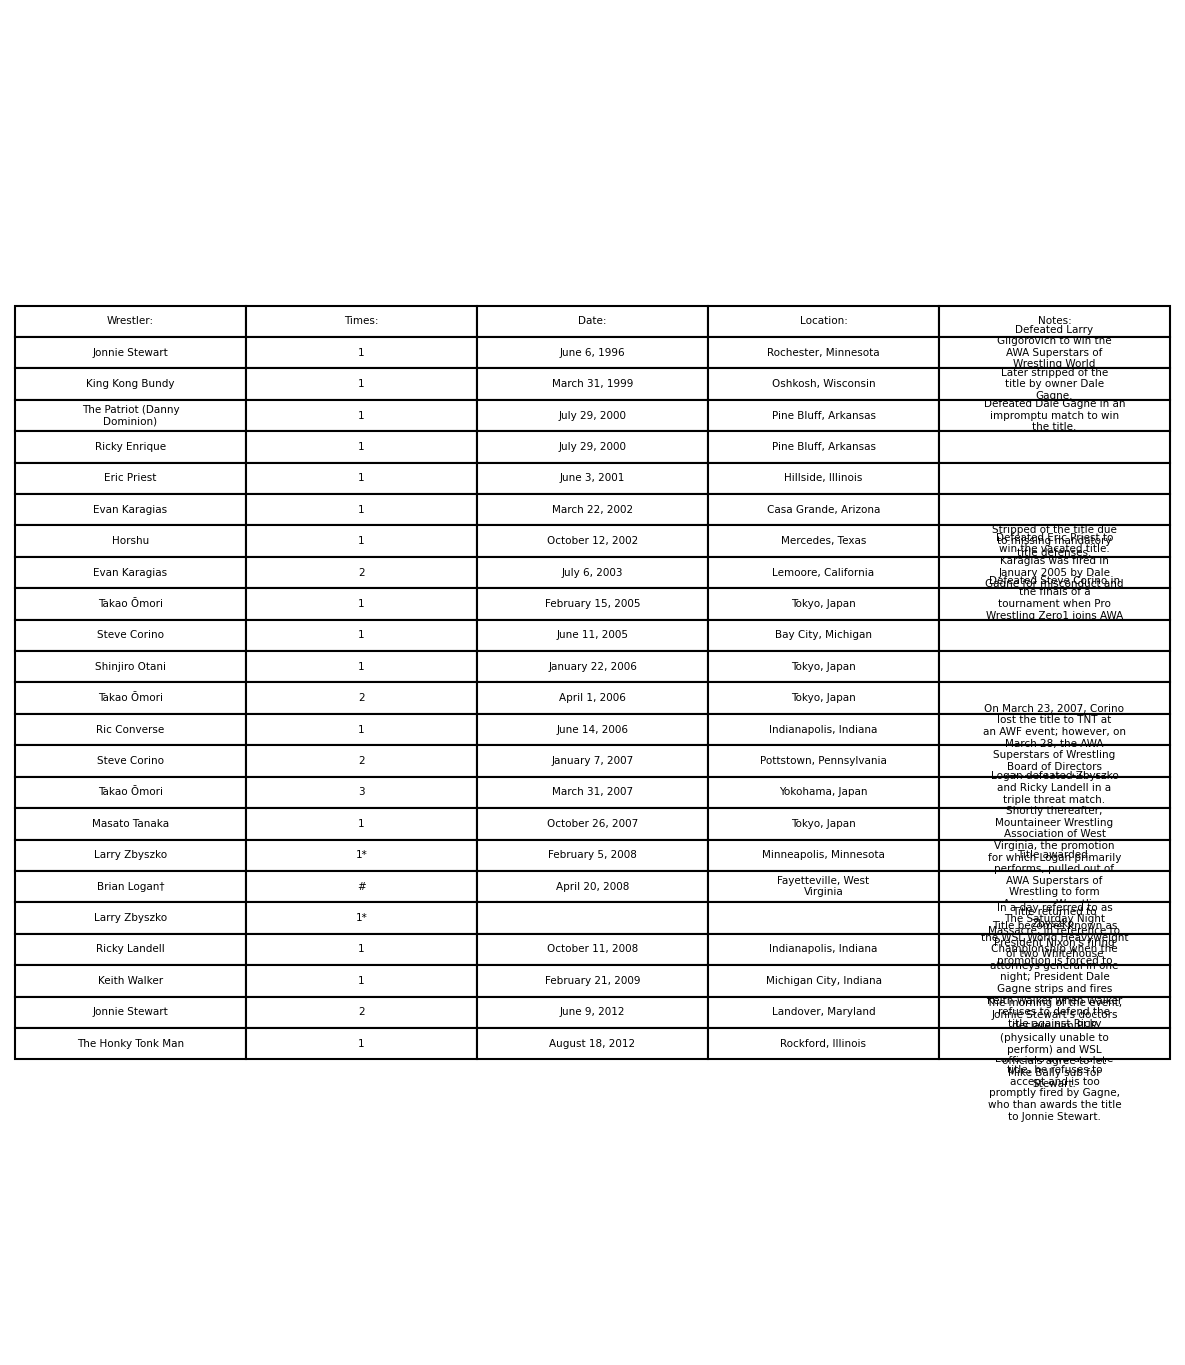 Wrestler: Times: Date: Location: Notes:
Jonnie Stewart 1 June 6, 1996 Rochester, Minnesota
Defeated Larry
Gligorovich to win the
AWA Superstars of
Wrestling World
King Kong Bundy 1 March 31, 1999 Oshkosh, Wisconsin
Later stripped of the
title by owner Dale
Gagne.
The Patriot (Danny
Dominion) 1 July 29, 2000 Pine Bluff, Arkansas
Defeated Dale Gagne in an
impromptu match to win
the title.
Ricky Enrique 1 July 29, 2000 Pine Bluff, Arkansas
Eric Priest 1 June 3, 2001 Hillside, Illinois
Evan Karagias 1 March 22, 2002 Casa Grande, Arizona
Horshu 1 October 12, 2002 Mercedes, Texas
Stripped of the title due
to missing mandatory
title defenses.
Evan Karagias 2 July 6, 2003 Lemoore, California
Defeated Eric Priest to
win the vacated title.
Karagias was fired in
January 2005 by Dale
Gagne for misconduct and
Takao Ōmori 1 February 15, 2005 Tokyo, Japan
Defeated Steve Corino in
the finals of a
tournament when Pro
Wrestling Zero1 joins AWA
Steve Corino 1 June 11, 2005 Bay City, Michigan
Shinjiro Otani 1 January 22, 2006 Tokyo, Japan
Takao Ōmori 2 April 1, 2006 Tokyo, Japan
Ric Converse 1 June 14, 2006 Indianapolis, Indiana
Steve Corino 2 January 7, 2007 Pottstown, Pennsylvania
On March 23, 2007, Corino
lost the title to TNT at
an AWF event; however, on
March 28, the AWA
Superstars of Wrestling
Board of Directors
Takao Ōmori 3 March 31, 2007 Yokohama, Japan
Masato Tanaka 1 October 26, 2007 Tokyo, Japan
Larry Zbyszko 1* February 5, 2008 Minneapolis, Minnesota
Title awarded.
Brian Logan† # April 20, 2008 Fayetteville, West
Virginia
Logan defeated Zbyszko
and Ricky Landell in a
triple threat match.
Shortly thereafter,
Mountaineer Wrestling
Association of West
Virginia, the promotion
for which Logan primarily
performs, pulled out of
AWA Superstars of
Wrestling to form
Larry Zbyszko 1*
Title returned to
Ricky Landell 1 October 11, 2008 Indianapolis, Indiana
Title becomes known as
the WSL World Heavyweight
Championship when the
promotion is forced to
Keith Walker 1 February 21, 2009 Michigan City, Indiana
Jonnie Stewart 2 June 9, 2012 Landover, Maryland
In a day referred to as
The Saturday Night
Massacre, in reference to
President Nixon's firing
of two Whitehouse
attorneys general in one
night; President Dale
Gagne strips and fires
Keith Walker when Walker
refuses to defend the
title against Ricky
title, he refuses to
accept and is too
promptly fired by Gagne,
who than awards the title
to Jonnie Stewart.
The Honky Tonk Man 1 August 18, 2012 Rockford, Illinois
The morning of the event,
Jonnie Stewart's doctors
(physically unable to
perform) and WSL
officials agree to let
Mike Bally sub for
Stewart.